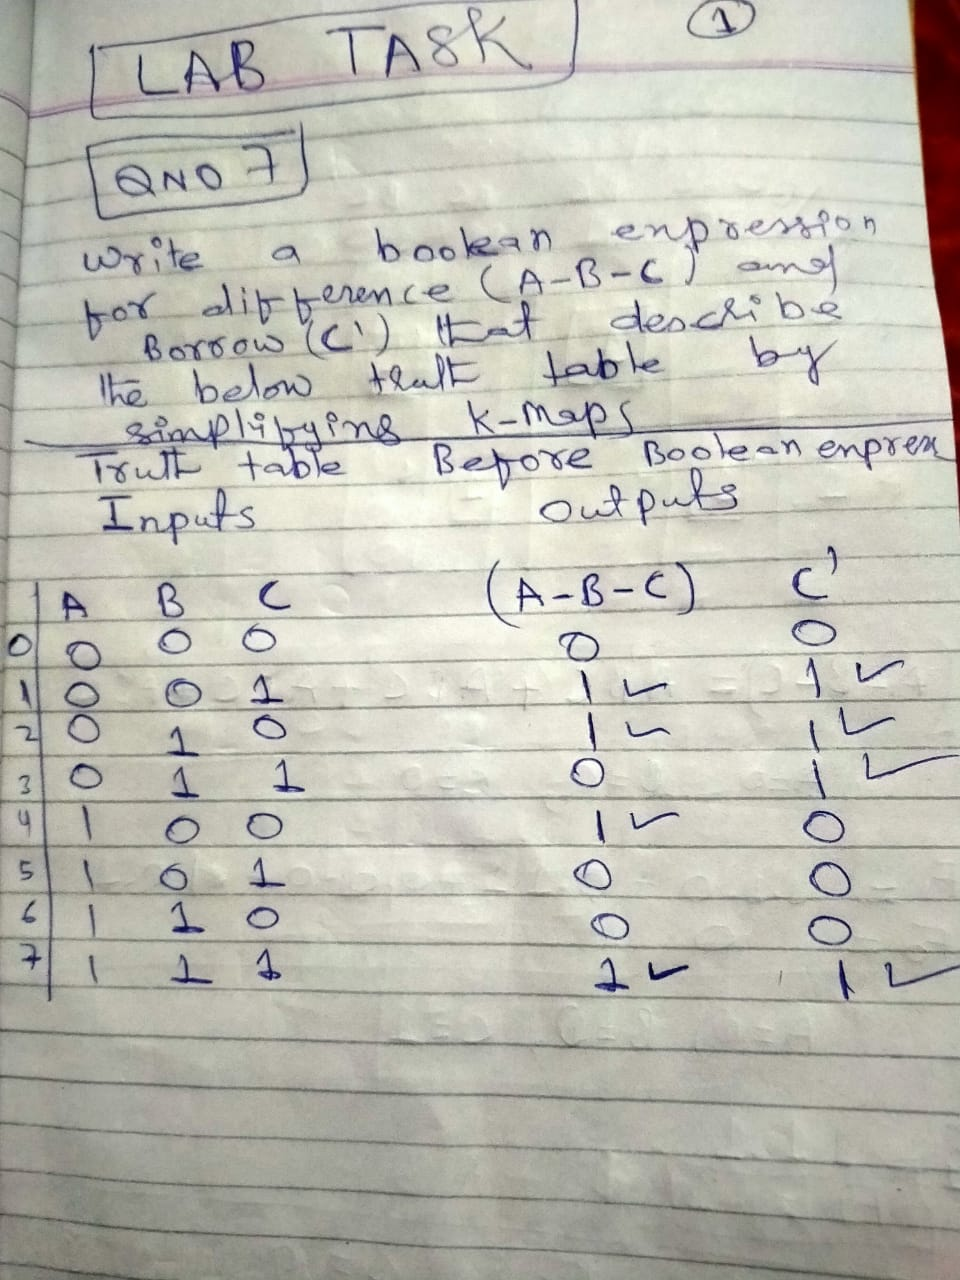 1
LAB TASK
QNO 7
write a boolean enpression
for difference (A-B-C) and
Borrow (C') that describe
the below truth table by
simplifying K-Maps
Truth table Before Boolean enpress
Inputs Outputs
A B C (A-B-C) C'
0 0 0 0 0 0
1 0 0 1 1 ✓ 1 ✓
2 0 1 0 1 ✓ 1 ✓
3 0 1 1 0 1 ✓
4 1 0 0 1 ✓ 0
5 1 0 1 0 0
6 1 1 0 0 0
7 1 1 1 1 ✓ 1 ✓